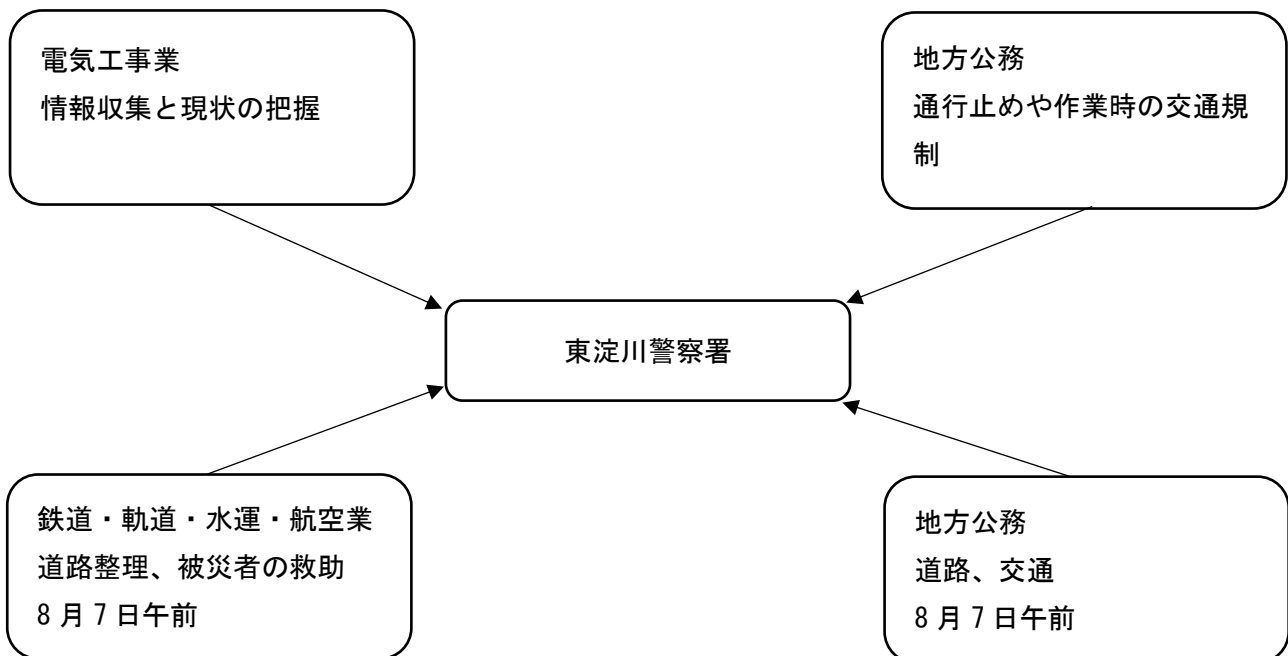 電気工事業
情報収集と現状の把握
地方公務
通行止めや作業時の交通規
制
東淀川警察署
鉄道・軌道・水運・航空業
道路整理、被災者の救助
8月7日午前
地方公務
道路、交通
8月7日午前